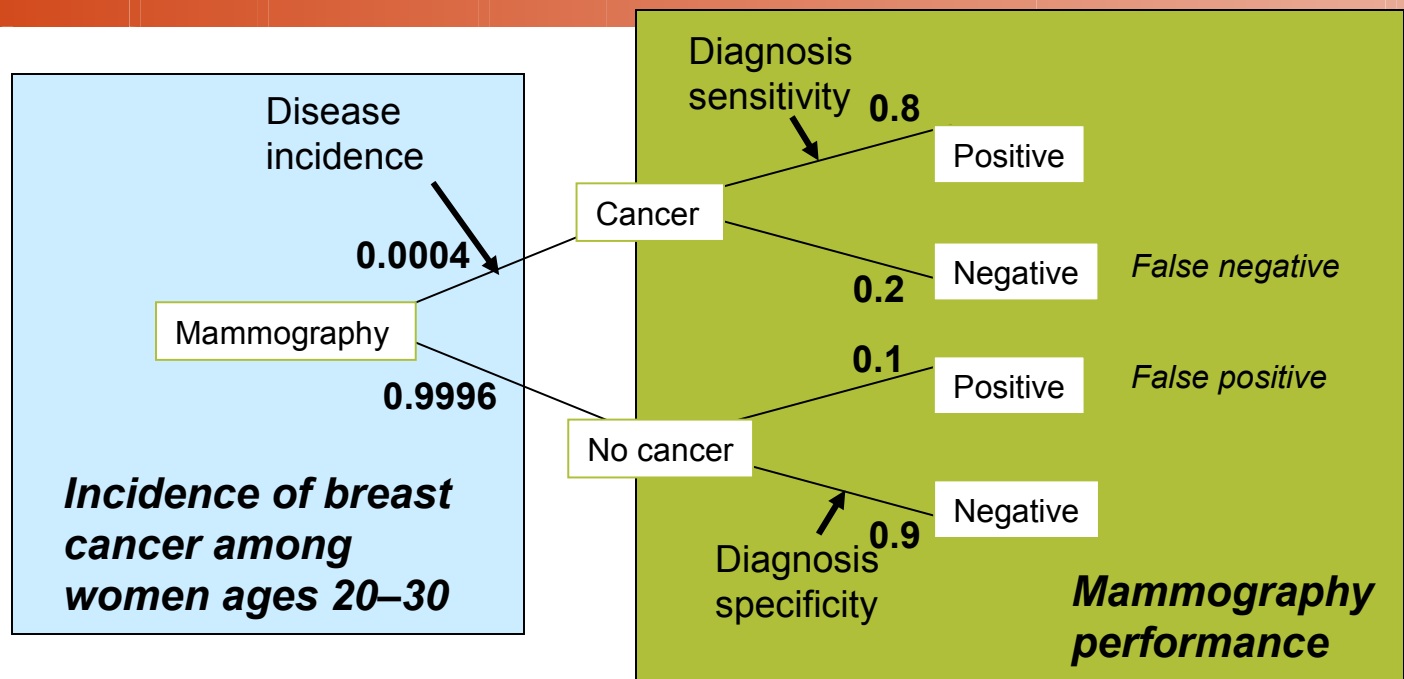 Disease
incidence
0.0004
Mammography
0.9996
Incidence of breast
cancer among
women ages 20–30
Cancer
No cancer
Diagnosis
sensitivity
0.8
Positive
0.2
Negative
False negative
0.1
Positive
False positive
0.9
Negative
Diagnosis
specificity
Mammography
performance